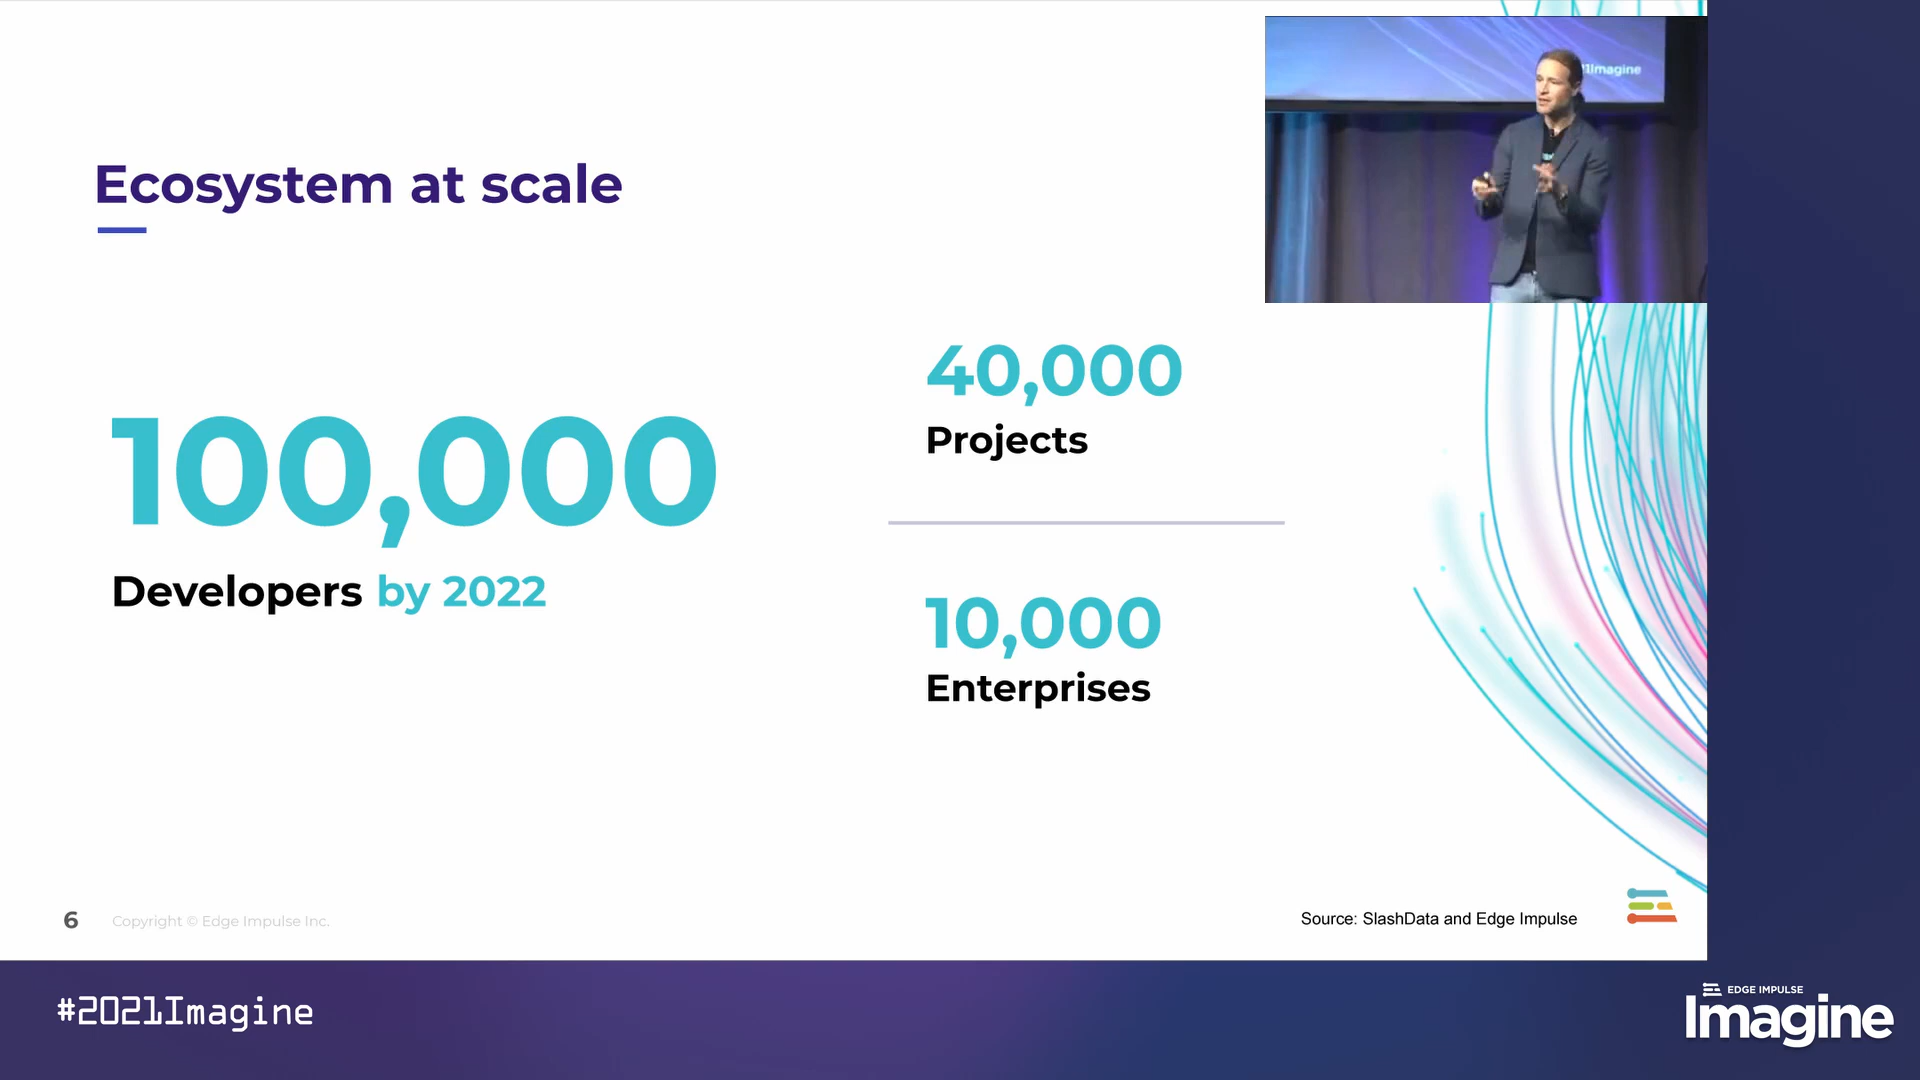 1Imagine
Ecosystem at scale
100,000
Developers by 2022
40,000
Projects
10,000
Enterprises
6
Copyright © Edge Impulse Inc.
Source: SlashData and Edge Impulse
#2021Imagine
EDGE IMPULSE
Imagine